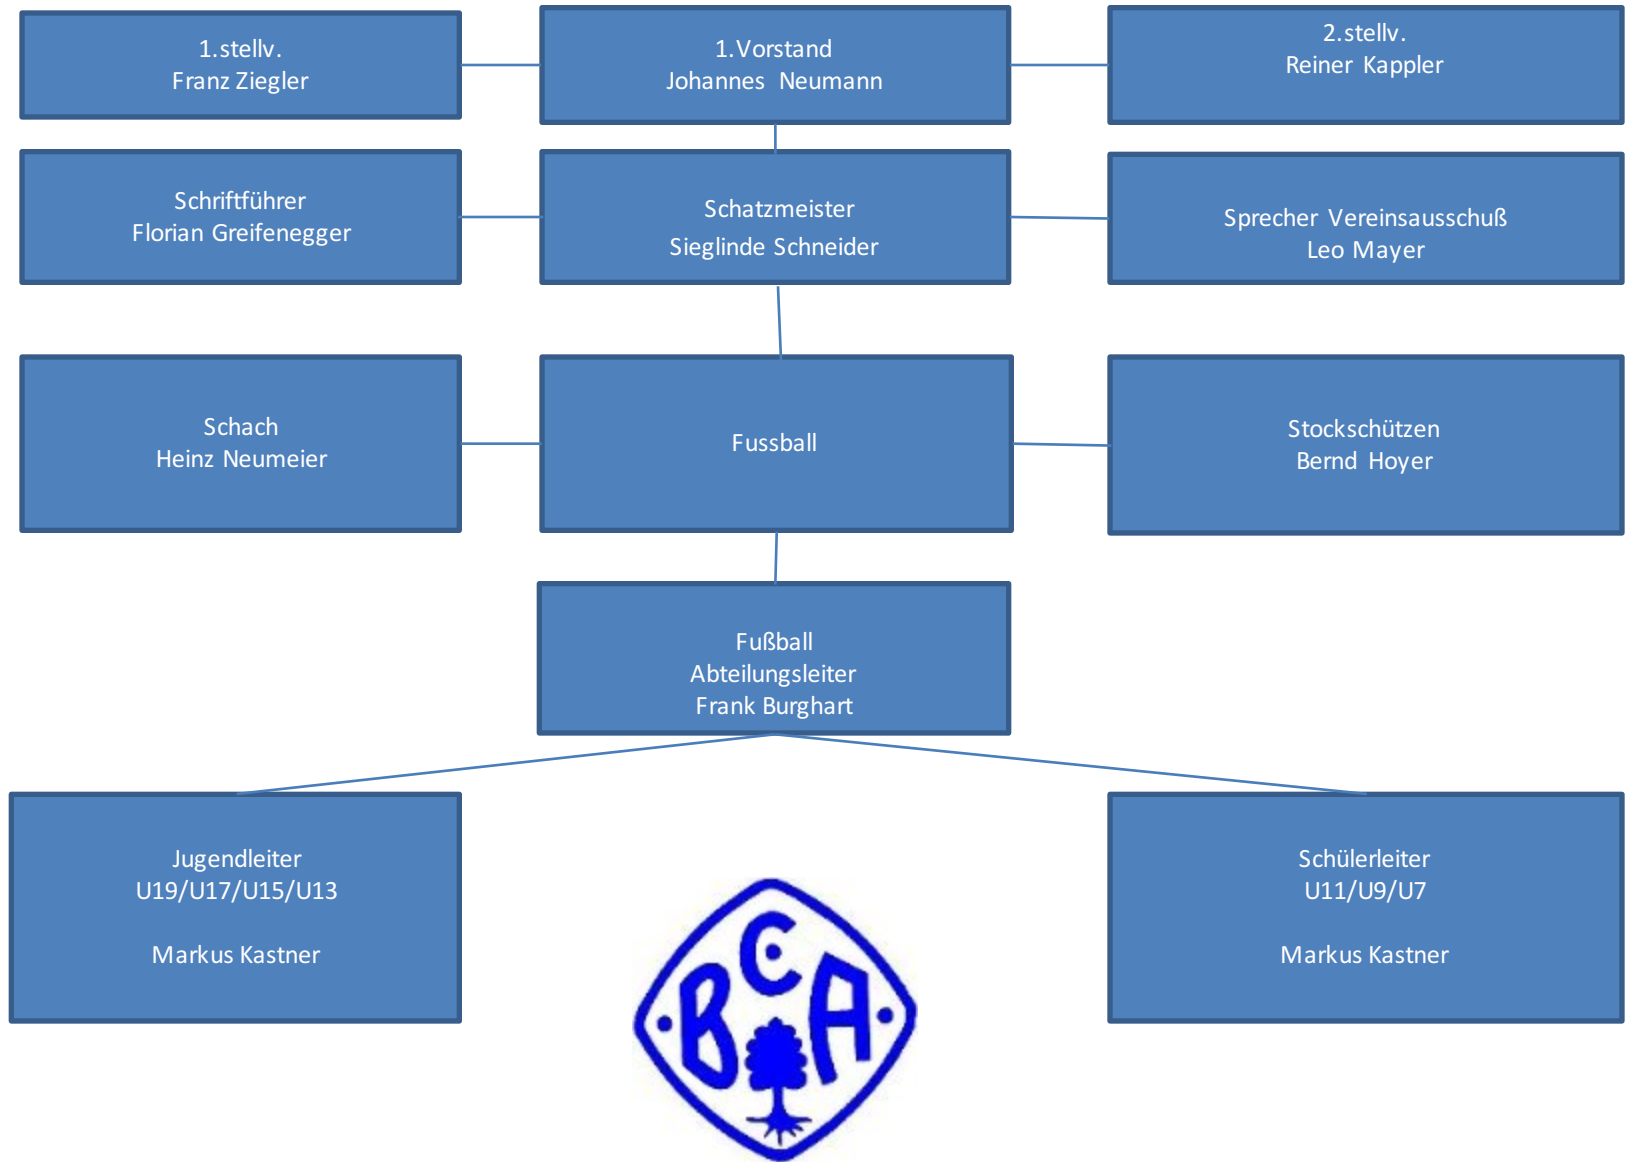 1.stellv.
Franz Ziegler
1.Vorstand
Johannes Neumann
2.stellv.
Reiner Kappler
Schriftführer
Florian Greifenegger
Schatzmeister
Sieglinde Schneider
Sprecher Vereinsausschuß
Leo Mayer
Schach
Heinz Neumeier
Fussball
Stockschützen
Bernd Hoyer
Fußball
Abteilungsleiter
Frank Burghart
Jugendleiter
U19/U17/U15/U13
Markus Kastner
Schülerleiter
U11/U9/U7
Markus Kastner
BCA